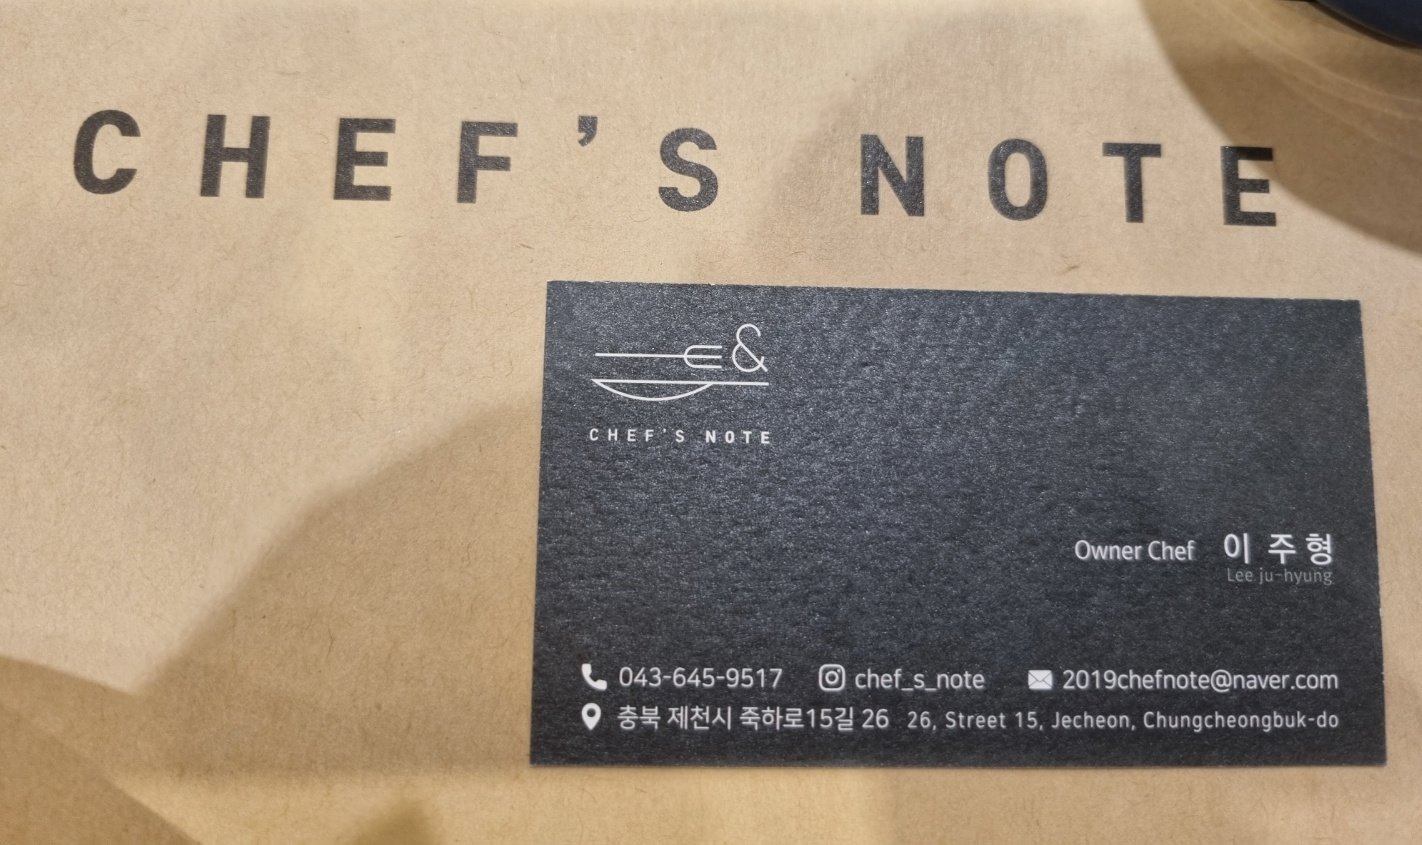 CHEF'S NOTE
&
CHEF'S NOTE
Owner Chef 이주형
Lee ju-hyung
043-645-9517 chef_s_note 2019chefnote@naver.com
충북 제천시 죽하로15길 26 26, Street 15, Jecheon, Chungcheongbuk-do